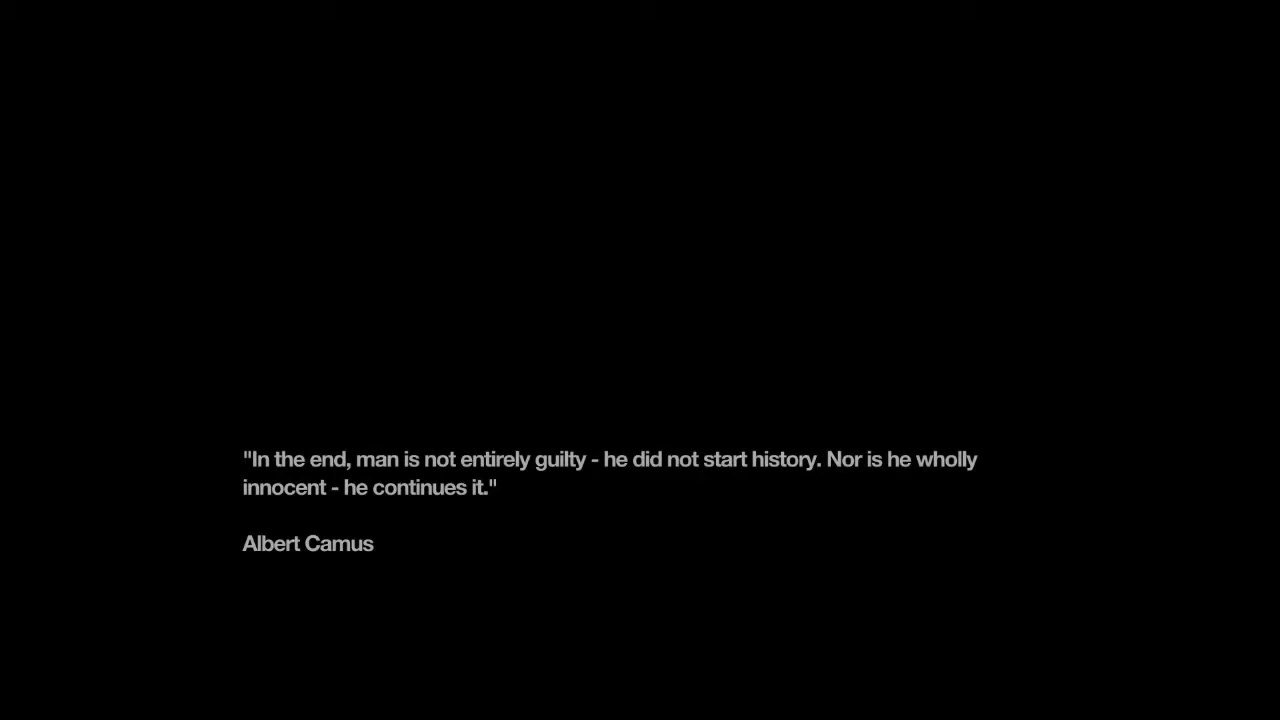 "In the end, man is not entirely guilty - he did not start history. Nor is he wholly
innocent - he continues it."
Albert Camus